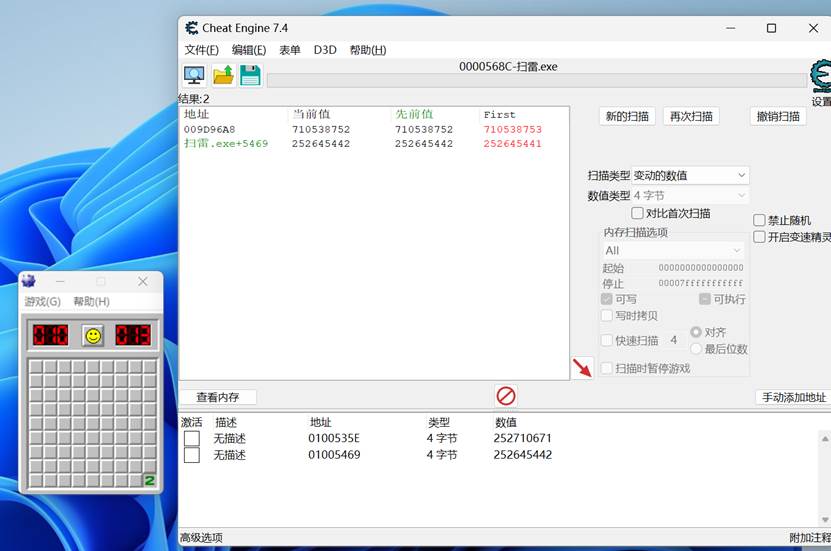 Cheat Engine 7.4
文件(F) 编辑(E) 表单 D3D 帮助(H)
0000568C-扫雷.exe
设置
结果:2
地址 当前值 先前值 First
009D96A8 710538752 710538752 710538753
扫雷.exe+5469 252645442 252645442 252645441
新的扫描 再次扫描 撤销扫描
扫描类型 变动的数值
数值类型 4 字节
对比首次扫描
禁止随机
内存扫描选项
开启变速精灵
All
起始 0000000000000000
停止 00007fffffffffff
可写 可执行
写时拷贝
快速扫描 4 对齐
最后位数
扫描时暂停游戏
查看内存
手动添加地址
激活 描述 地址 类型 数值
无描述 0100535E 4 字节 252710671
无描述 01005469 4 字节 252645442
高级选项 附加注释
游戏(G) 帮助(H)
010 013
2